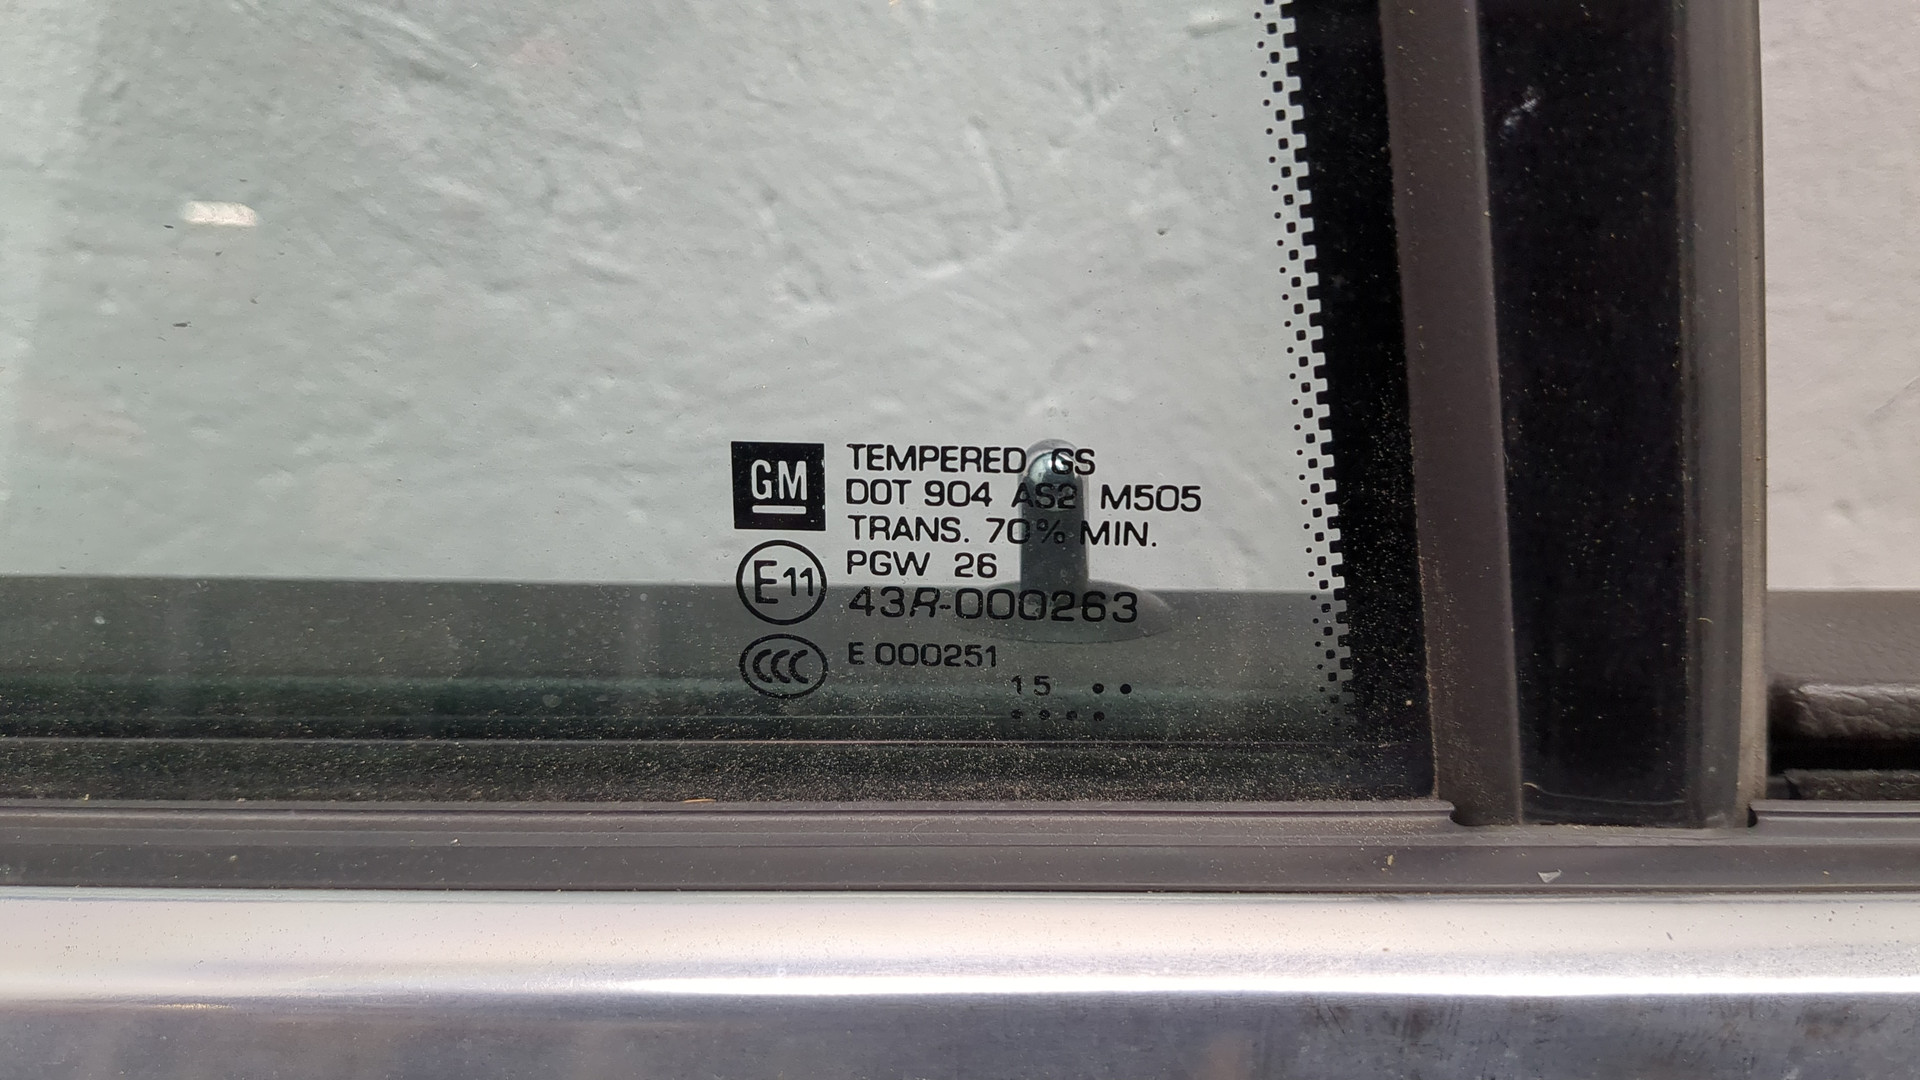 GM
TEMPERED GS
DOT 904 AS2 M505
TRANS. 70% MIN.
PGW 26
E11
43R-000263
CCC
E 000251
15 ••
••••